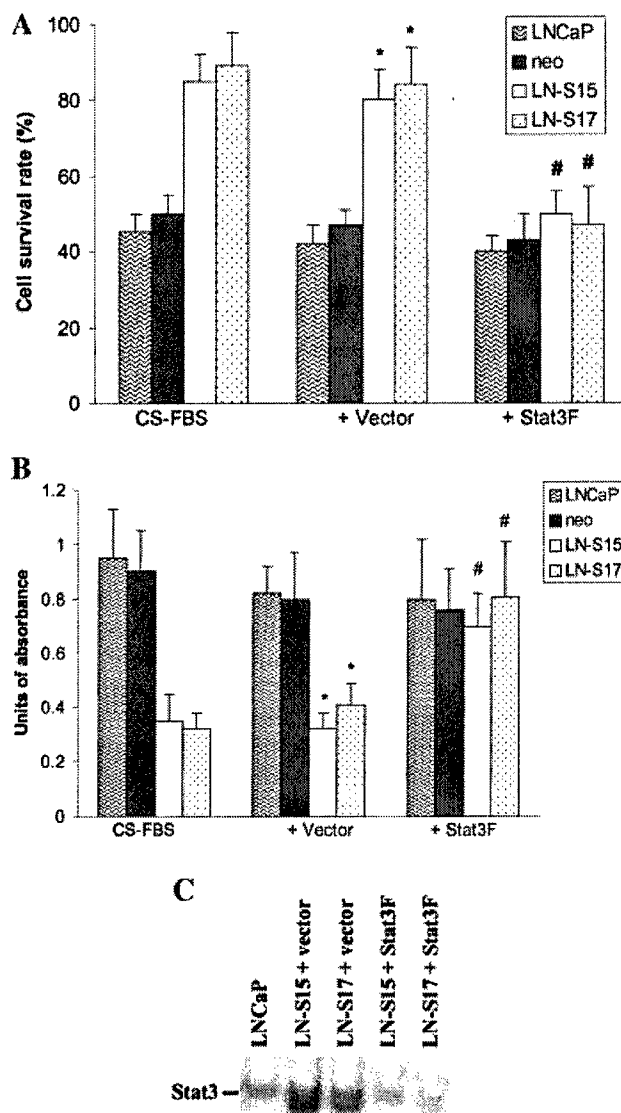 A
100
80
60
40
20
0
Cell survival rate (%)
LNCaP
neo
LN-S15
LN-S17
* *
# #
CS-FBS + Vector + Stat3F
B
1.2
1
0.8
0.6
0.4
0.2
0
Units of absorbance
LNCaP
neo
LN-S15
LN-S17
* *
# #
CS-FBS + Vector + Stat3F
C
LNCaP
LN-S15 + vector
LN-S17 + vector
LN-S15 + Stat3F
LN-S17 + Stat3F
Stat3